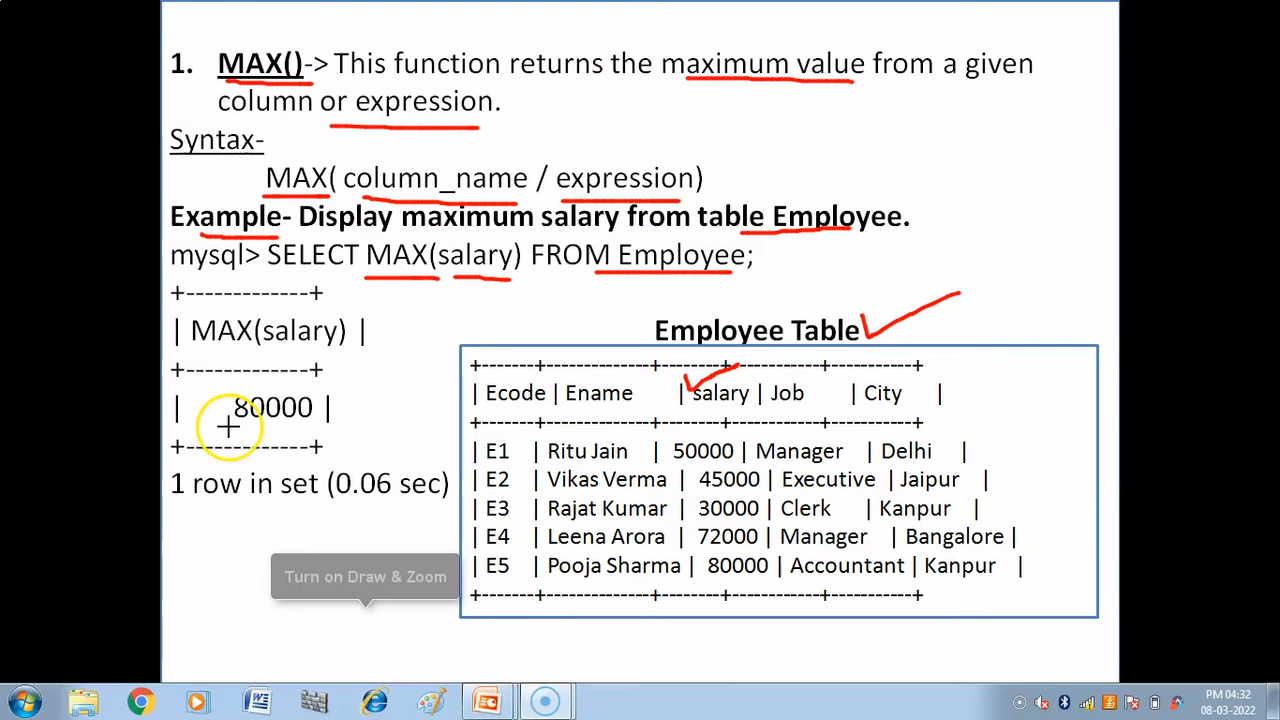 1. MAX()-> This function returns the maximum value from a given
column or expression.
Syntax-
MAX( column_name / expression)
Example- Display maximum salary from table Employee.
mysql> SELECT MAX(salary) FROM Employee;
+-------------+
| MAX(salary) |
+-------------+
| 80000 |
+-------------+
1 row in set (0.06 sec)
Employee Table
+-------+--------------+--------+------------+-----------+
| Ecode | Ename | salary | Job | City |
+-------+--------------+--------+------------+-----------+
| E1 | Ritu Jain | 50000 | Manager | Delhi |
| E2 | Vikas Verma | 45000 | Executive | Jaipur |
| E3 | Rajat Kumar | 30000 | Clerk | Kanpur |
| E4 | Leena Arora | 72000 | Manager | Bangalore |
| E5 | Pooja Sharma | 80000 | Accountant | Kanpur |
+-------+--------------+--------+------------+-----------+
Turn on Draw & Zoom
PM 04:32
08-03-2022